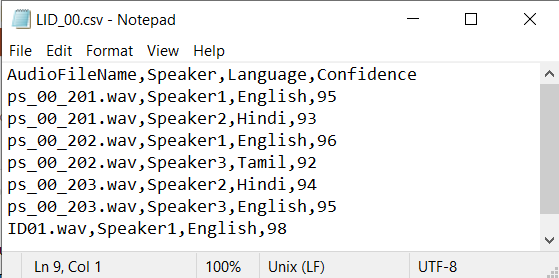 LID_00.csv - Notepad
File Edit Format View Help
AudioFileName,Speaker,Language,Confidence
ps_00_201.wav,Speaker1,English,95
ps_00_201.wav,Speaker2,Hindi,93
ps_00_202.wav,Speaker1,English,96
ps_00_202.wav,Speaker3,Tamil,92
ps_00_203.wav,Speaker2,Hindi,94
ps_00_203.wav,Speaker3,English,95
ID01.wav,Speaker1,English,98
Ln 9, Col 1 100% Unix (LF) UTF-8